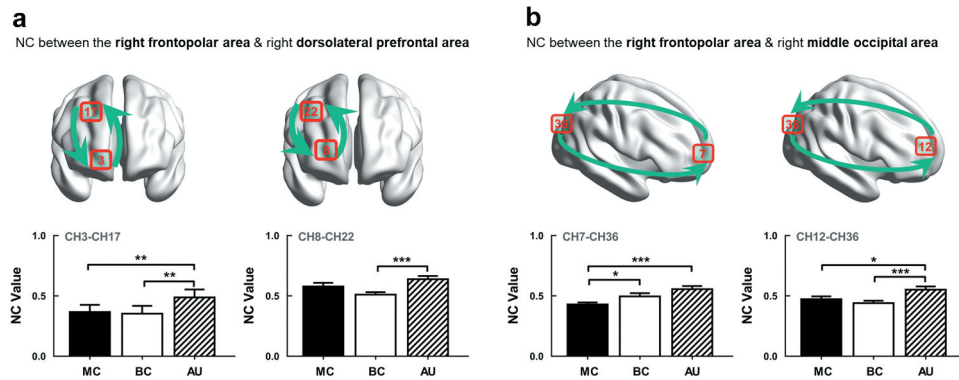 a
NC between the right frontopolar area & right dorsolateral prefrontal area
17
3
22
8
1.0
0.5
0.0
NC Value
CH3-CH17
**
**
MC BC AU
1.0
0.5
0.0
CH8-CH22
***
MC BC AU
b
NC between the right frontopolar area & right middle occipital area
36
7
36
12
1.0
0.5
0.0
NC Value
CH7-CH36
***
*
MC BC AU
1.0
0.5
0.0
NC Value
CH12-CH36
*
***
MC BC AU